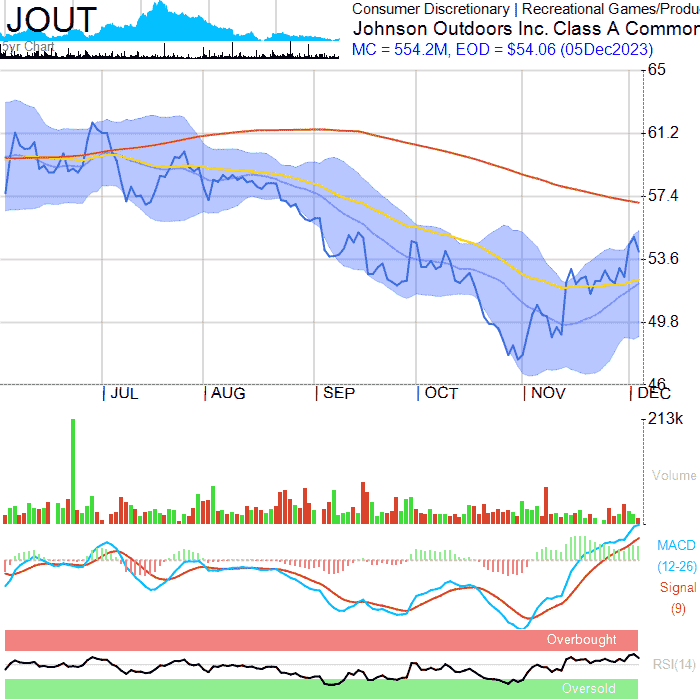 JOUT
Consumer Discretionary | Recreational Games/Produ
Johnson Outdoors Inc. Class A Common
MC = 554.2M, EOD = $54.06 (05Dec2023)
5yr Chart
65
61.2
57.4
53.6
49.8
46
JUL AUG SEP OCT NOV DEC
213k
Volume
MACD
(12-26)
Signal
(9)
Overbought
RSI(14)
Oversold